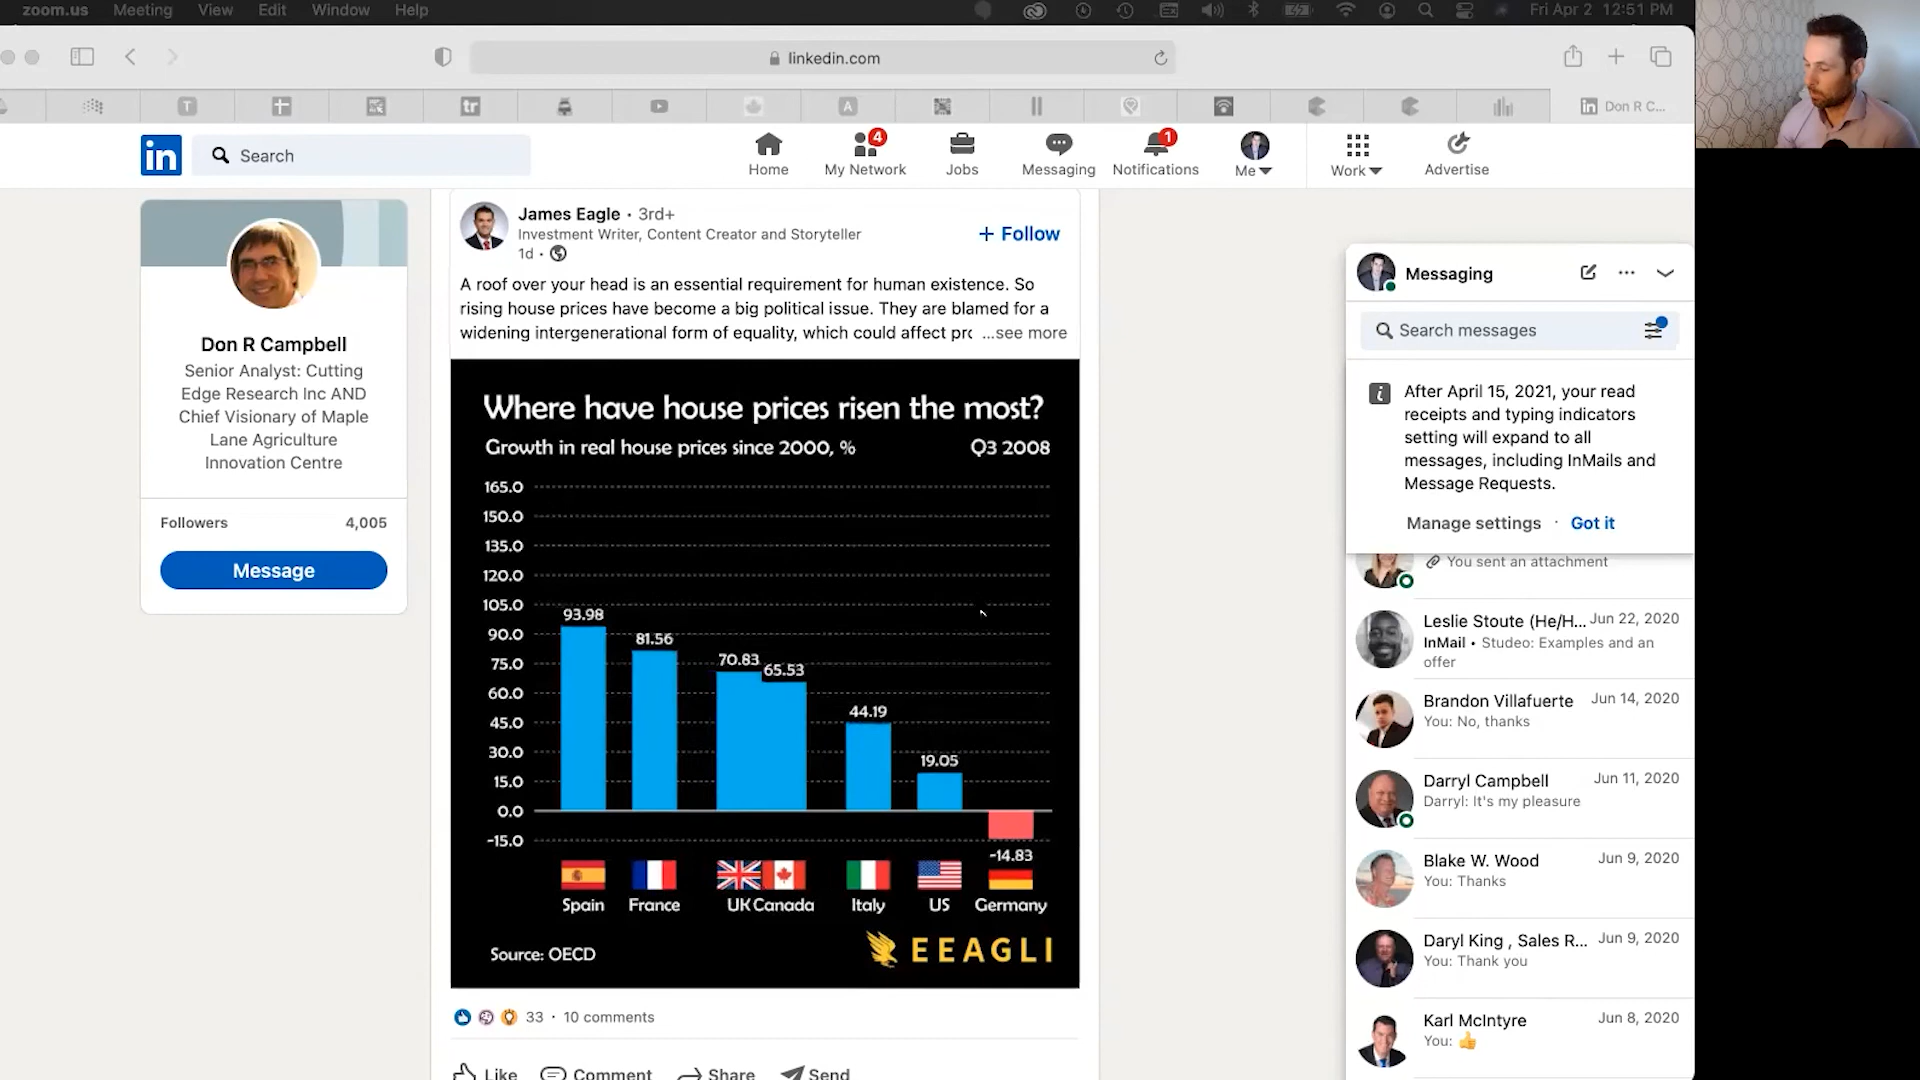 zoom.us Meeting View Edit Window Help Fri Apr 2 12:51 PM
linkedin.com
T tr A Don R C...
in Search Home My Network 4 Jobs Messaging Notifications 1 Me Work Advertise
Don R Campbell
Senior Analyst: Cutting
Edge Research Inc AND
Chief Visionary of Maple
Lane Agriculture
Innovation Centre
Followers 4,005
Message
James Eagle · 3rd+
Investment Writer, Content Creator and Storyteller
1d ·
+ Follow
A roof over your head is an essential requirement for human existence. So
rising house prices have become a big political issue. They are blamed for a
widening intergenerational form of equality, which could affect prc ...see more
Where have house prices risen the most?
Growth in real house prices since 2000, % Q3 2008
165.0
150.0
135.0
120.0
105.0
90.0
75.0
60.0
45.0
30.0
15.0
0.0
-15.0
93.98
81.56
70.83
65.53
44.19
19.05
-14.83
Spain France UK Canada Italy US Germany
Source: OECD EEAGLI
33 · 10 comments
Like Comment Share Send
Messaging
Search messages
After April 15, 2021, your read
receipts and typing indicators
setting will expand to all
messages, including InMails and
Message Requests.
Manage settings · Got it
You sent an attachment
Leslie Stoute (He/H... Jun 22, 2020
InMail • Studeo: Examples and an
offer
Brandon Villafuerte Jun 14, 2020
You: No, thanks
Darryl Campbell Jun 11, 2020
Darryl: It's my pleasure
Blake W. Wood Jun 9, 2020
You: Thanks
Daryl King , Sales R... Jun 9, 2020
You: Thank you
Karl McIntyre Jun 8, 2020
You: 👍